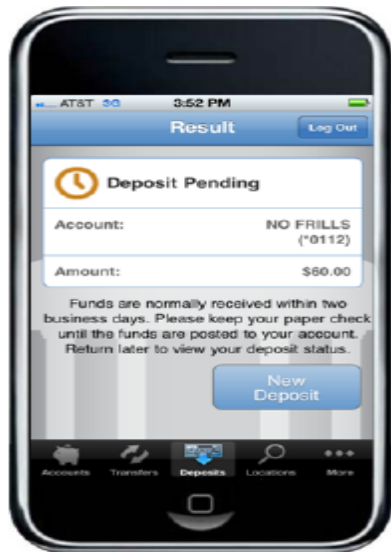 AT&T 3G 3:52 PM
Result Log Out
Deposit Pending
Account: NO FRILLS
(*0112)
Amount: $60.00
Funds are normally received within two
business days. Please keep your paper check
until the funds are posted to your account.
Return later to view your deposit status.
New
Deposit
Accounts Transfers Deposits Locations More